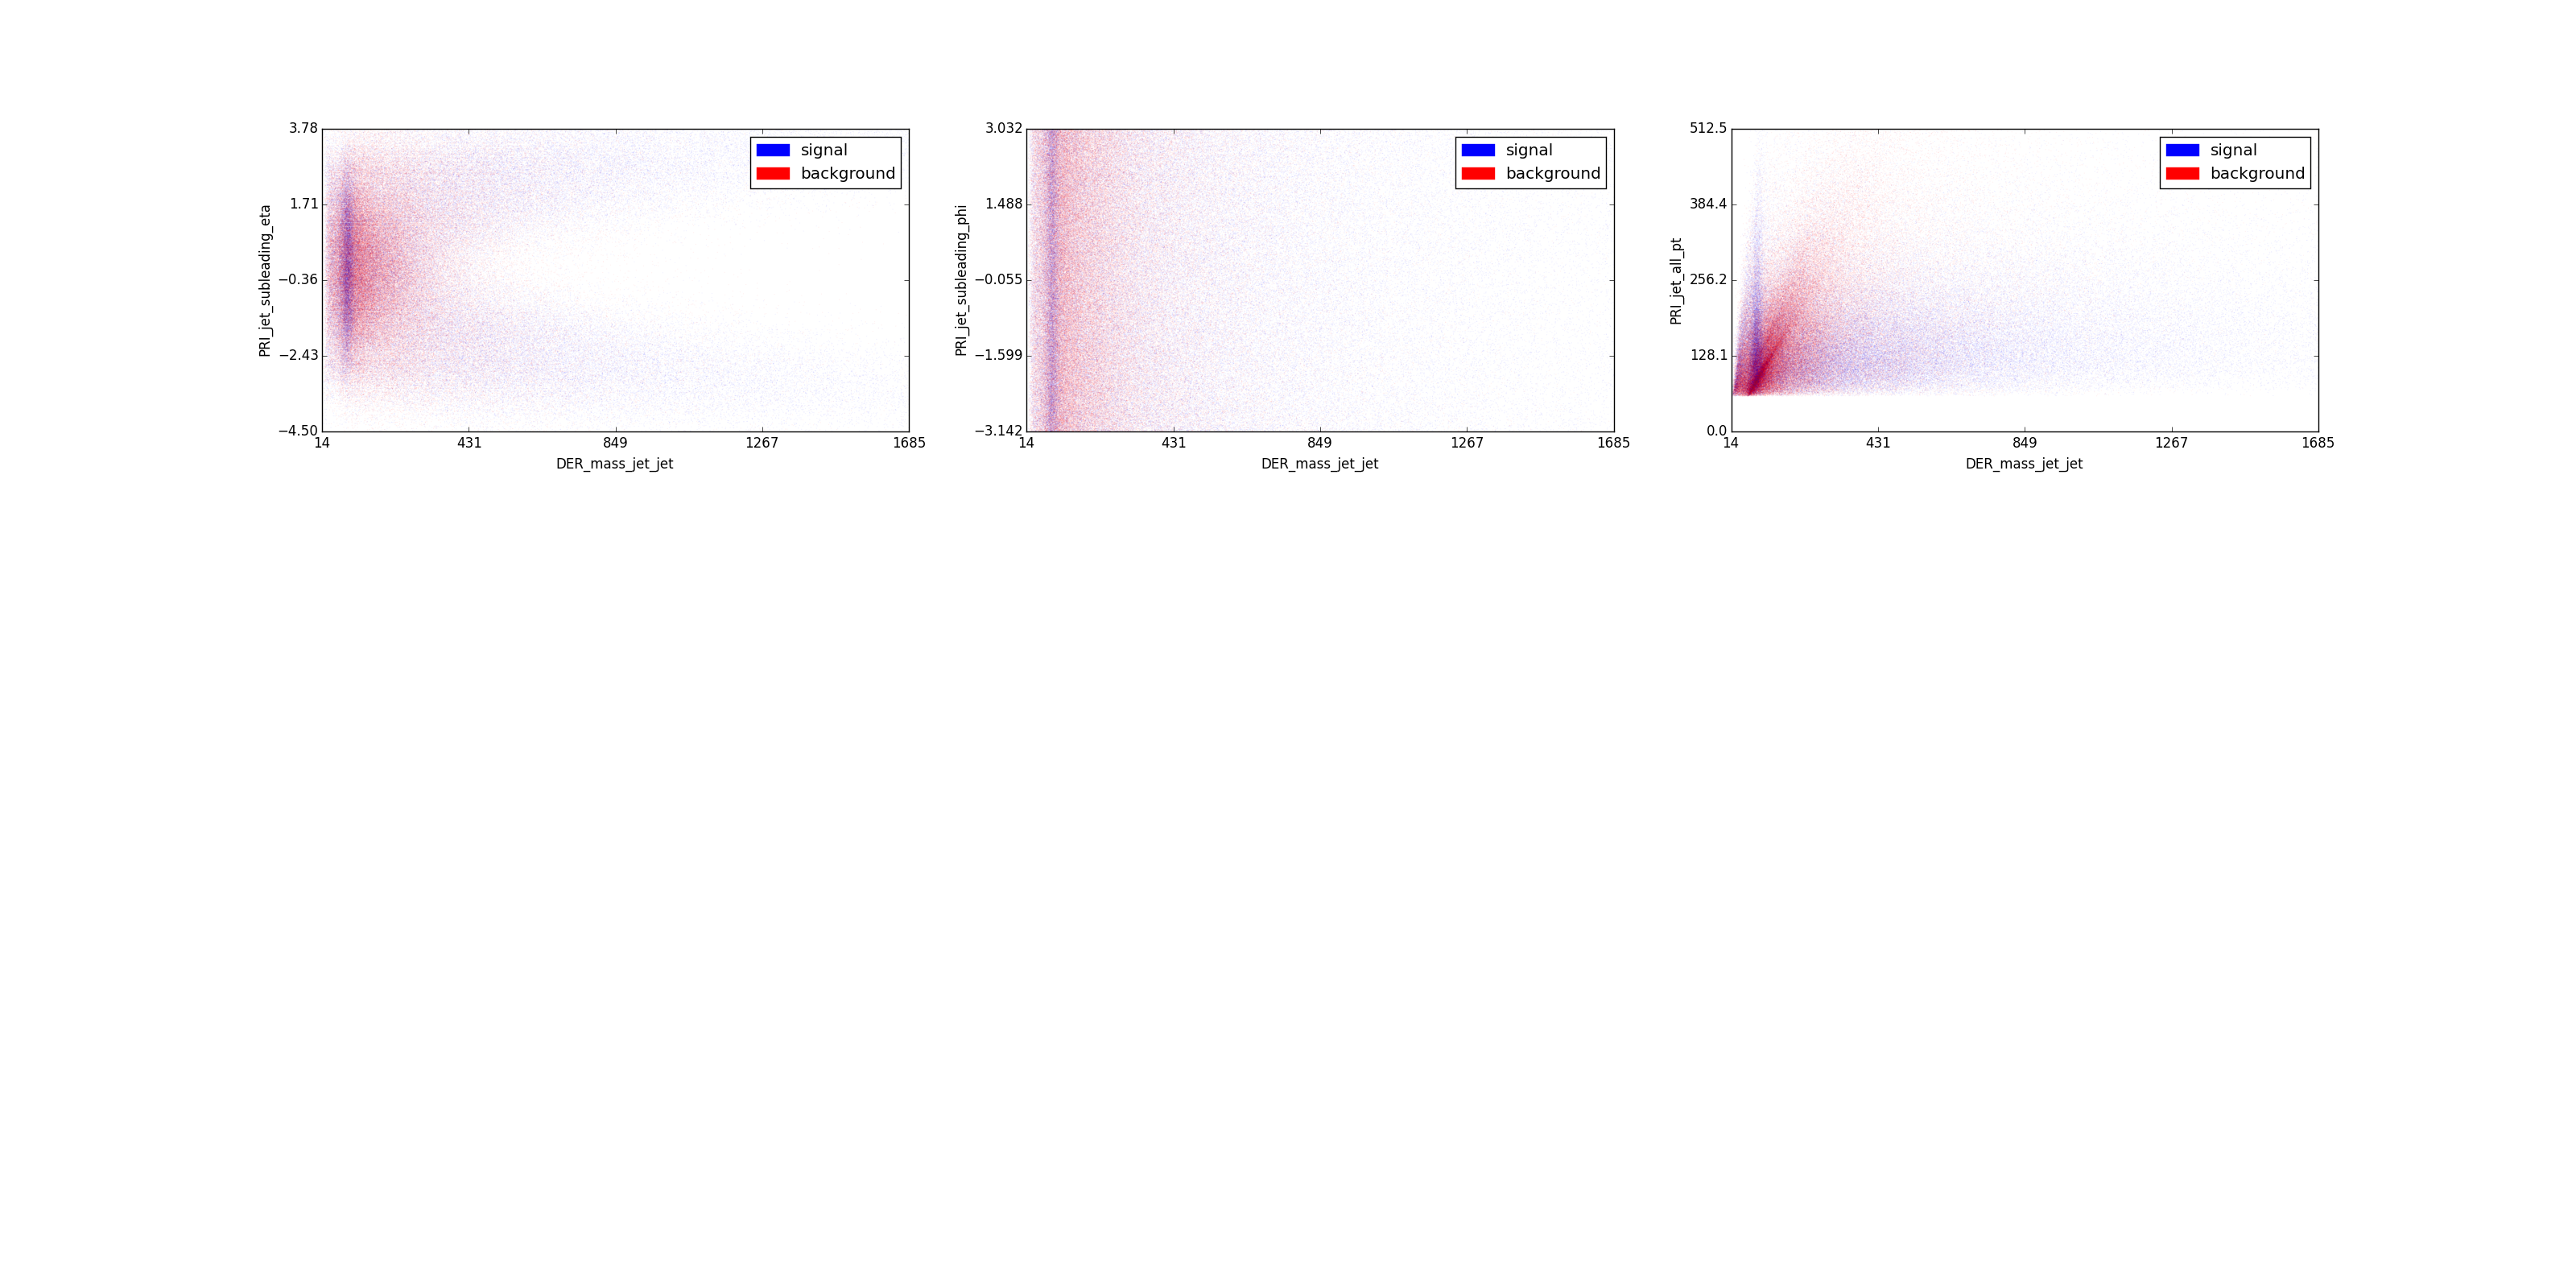 3.78
1.71
−0.36
−2.43
−4.50
PRI_jet_subleading_eta
signal
background
14 431 849 1267 1685
DER_mass_jet_jet
3.032
1.488
−0.055
−1.599
−3.142
PRI_jet_subleading_phi
signal
background
14 431 849 1267 1685
DER_mass_jet_jet
512.5
384.4
256.2
128.1
0.0
PRI_jet_all_pt
signal
background
14 431 849 1267 1685
DER_mass_jet_jet